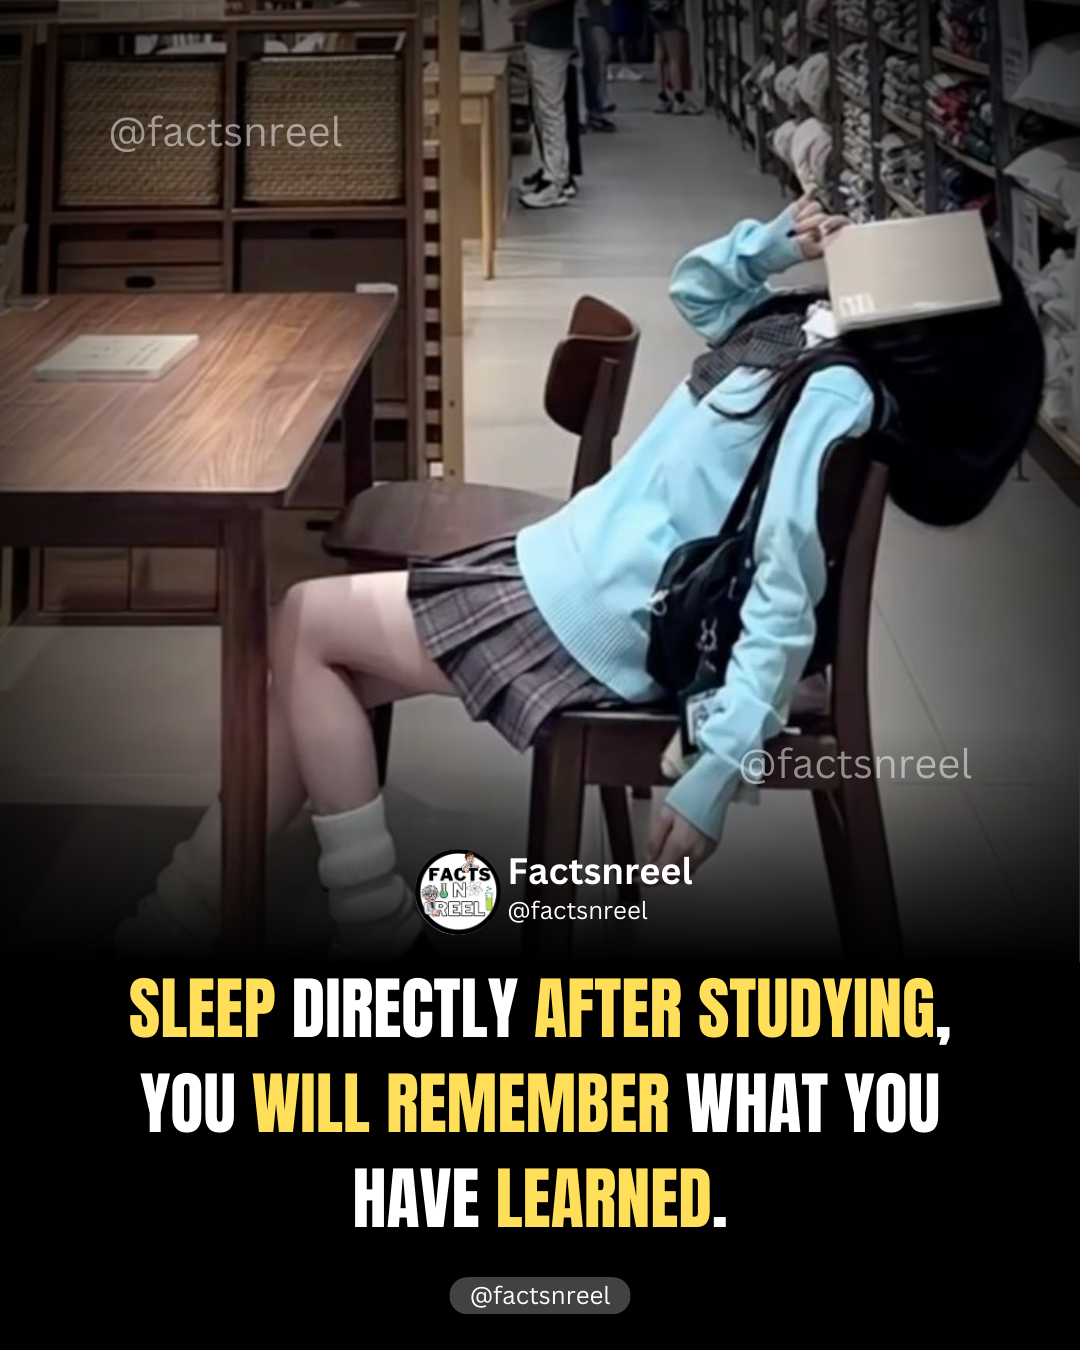 @factsnreel
@factsnreel
FACTS
IN
REEL
Factsnreel
@factsnreel
SLEEP DIRECTLY AFTER STUDYING,
YOU WILL REMEMBER WHAT YOU
HAVE LEARNED.
@factsnreel